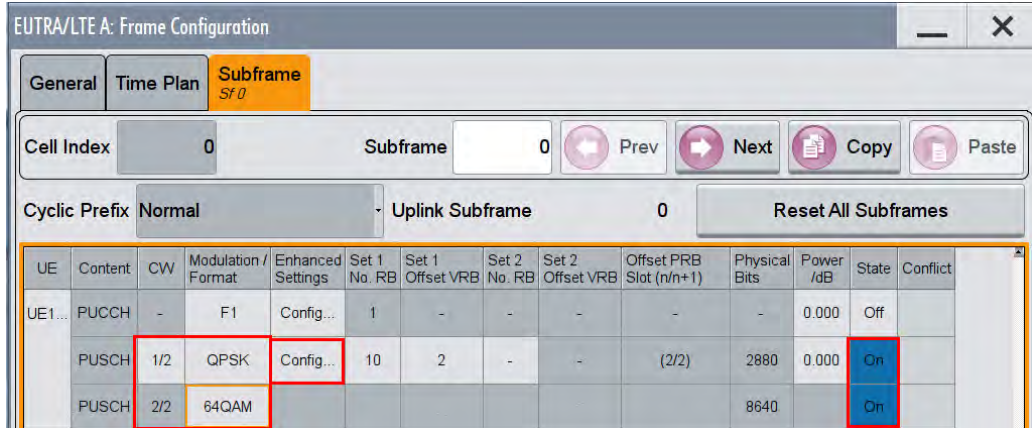 EUTRA/LTE A: Frame Configuration
General Time Plan Subframe
Sf 0
Cell Index 0 Subframe 0 Prev Next Copy Paste
Cyclic Prefix Normal Uplink Subframe 0 Reset All Subframes
UE Content CW Modulation / Format Enhanced Settings Set 1 No. RB Set 1 Offset VRB Set 2 No. RB Set 2 Offset VRB Offset PRB Slot (n/n+1) Physical Bits Power /dB State Conflict
UE1... PUCCH - F1 Config... 1 - - - - - 0.000 Off
PUSCH 1/2 QPSK Config... 10 2 - - (2/2) 2880 0.000 On
PUSCH 2/2 64QAM 8640 On